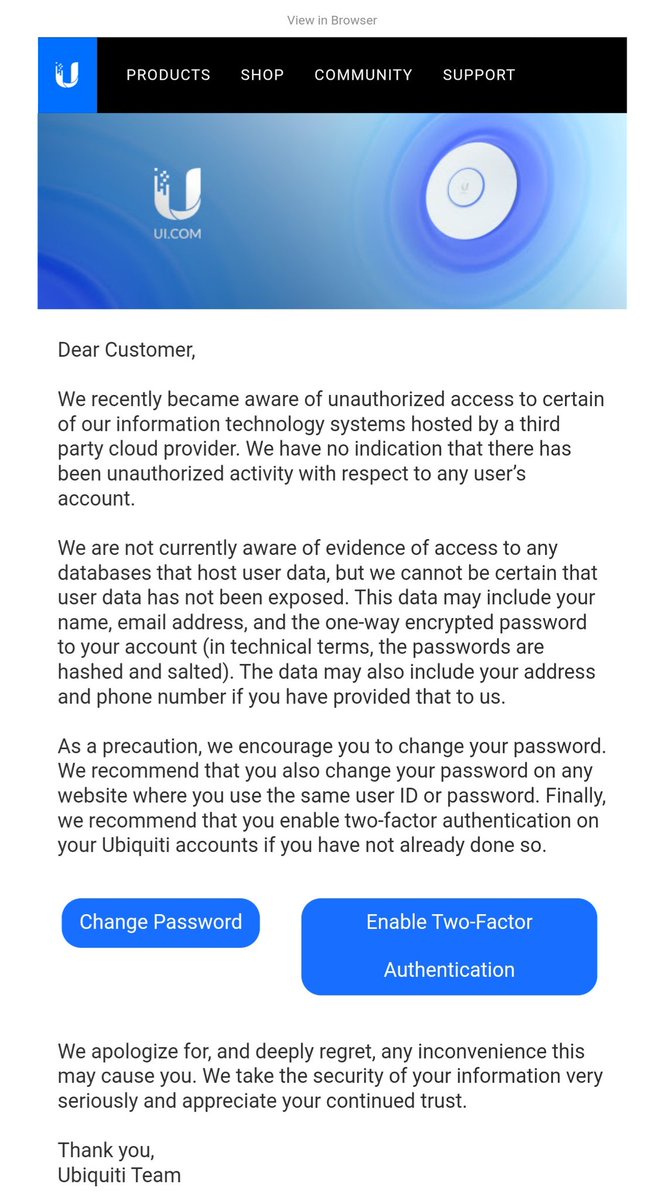 View in Browser
PRODUCTS SHOP COMMUNITY SUPPORT
UI.COM
Dear Customer,
We recently became aware of unauthorized access to certain
of our information technology systems hosted by a third
party cloud provider. We have no indication that there has
been unauthorized activity with respect to any user’s
account.
We are not currently aware of evidence of access to any
databases that host user data, but we cannot be certain that
user data has not been exposed. This data may include your
name, email address, and the one-way encrypted password
to your account (in technical terms, the passwords are
hashed and salted). The data may also include your address
and phone number if you have provided that to us.
As a precaution, we encourage you to change your password.
We recommend that you also change your password on any
website where you use the same user ID or password. Finally,
we recommend that you enable two-factor authentication on
your Ubiquiti accounts if you have not already done so.
Change Password
Enable Two-Factor
Authentication
We apologize for, and deeply regret, any inconvenience this
may cause you. We take the security of your information very
seriously and appreciate your continued trust.
Thank you,
Ubiquiti Team